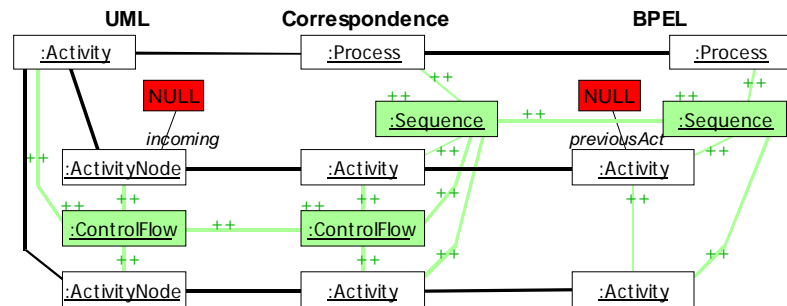 UML Correspondence BPEL
:Activity :Process :Process
NULL ++ ++ NULL ++ ++
:Sequence :Sequence
incoming previousAct
++ ++ ++
:ActivityNode :Activity :Activity
++ ++ ++ ++ ++
:ControlFlow ++ :ControlFlow ++
++ ++ ++ ++
:ActivityNode :Activity :Activity